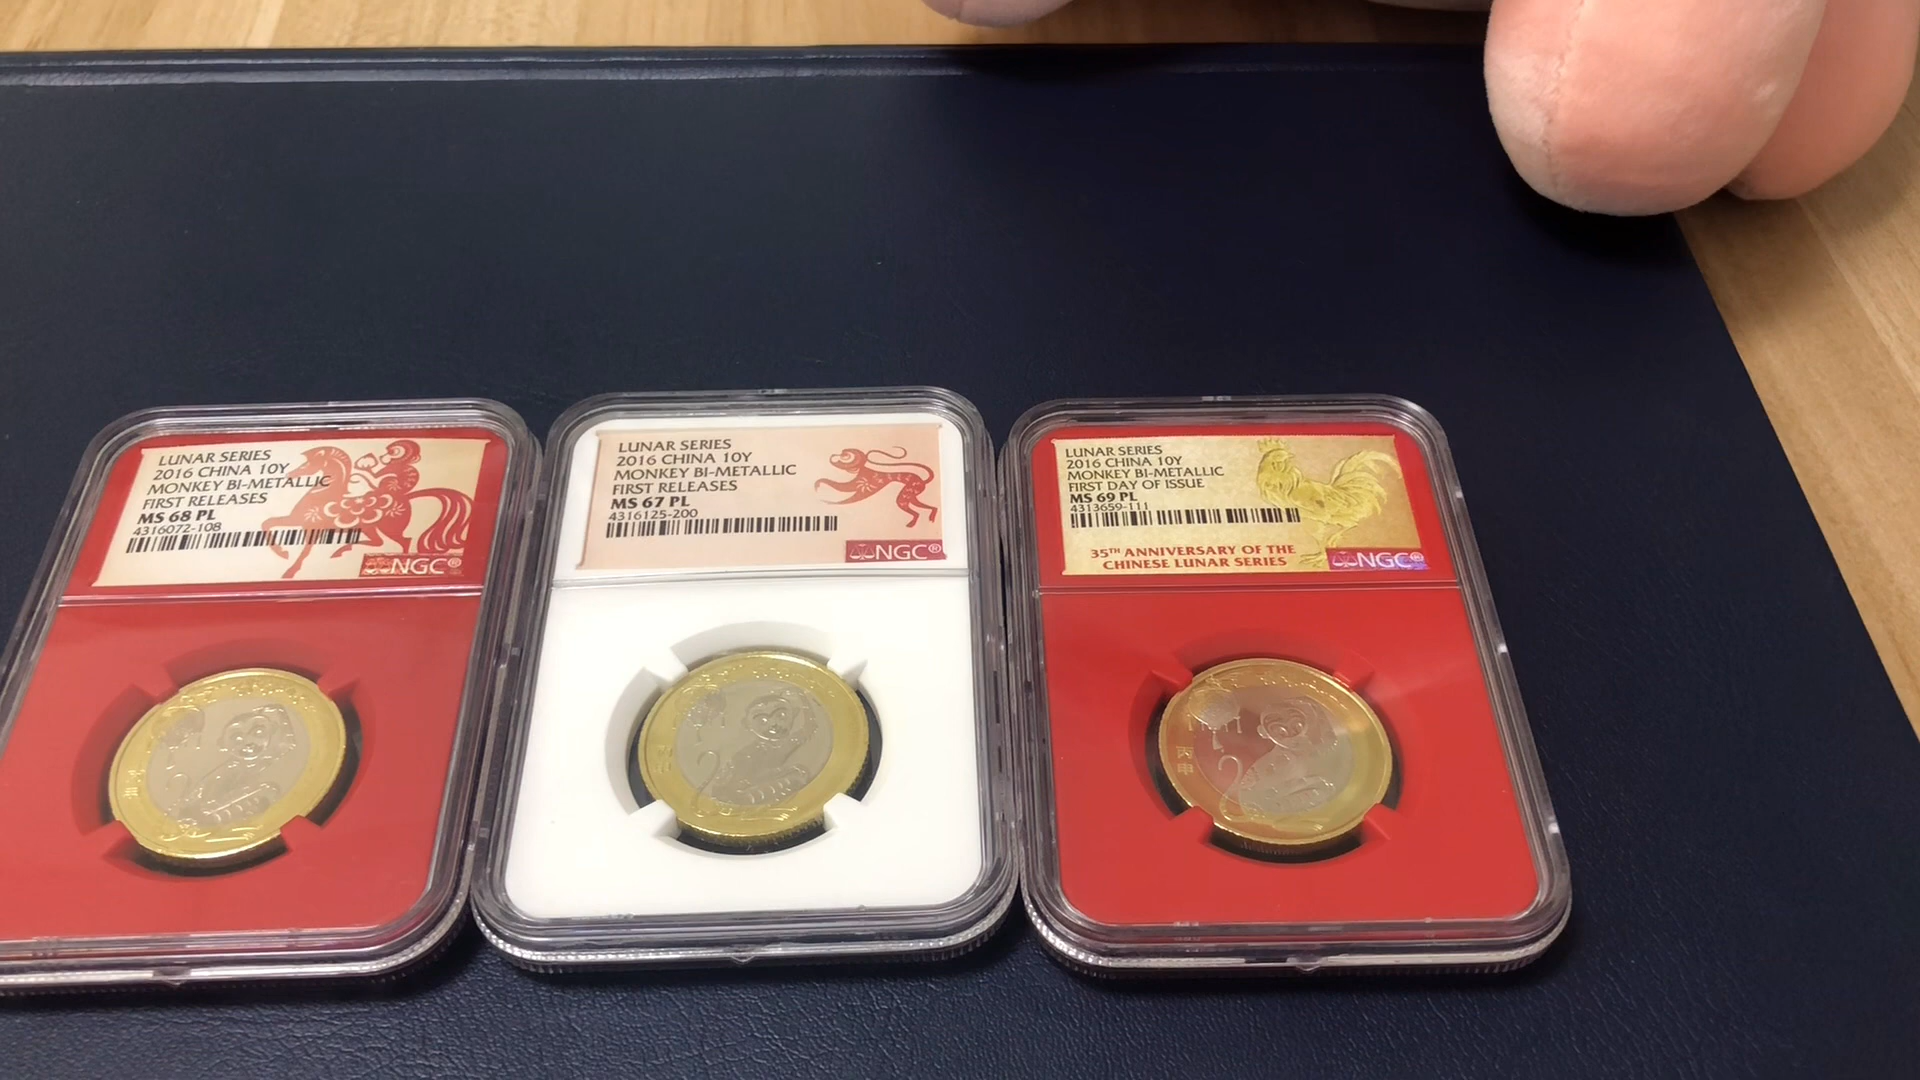 LUNAR SERIES
2016 CHINA 10Y
MONKEY BI-METALLIC
FIRST RELEASES
MS 68 PL
4316072-108
NGC®
LUNAR SERIES
2016 CHINA 10Y
MONKEY BI-METALLIC
FIRST RELEASES
MS 67 PL
4316125-200
NGC®
LUNAR SERIES
2016 CHINA 10Y
MONKEY BI-METALLIC
FIRST DAY OF ISSUE
MS 69 PL
4313659-111
35TH ANNIVERSARY OF THE
CHINESE LUNAR SERIES
NGC®
丙申